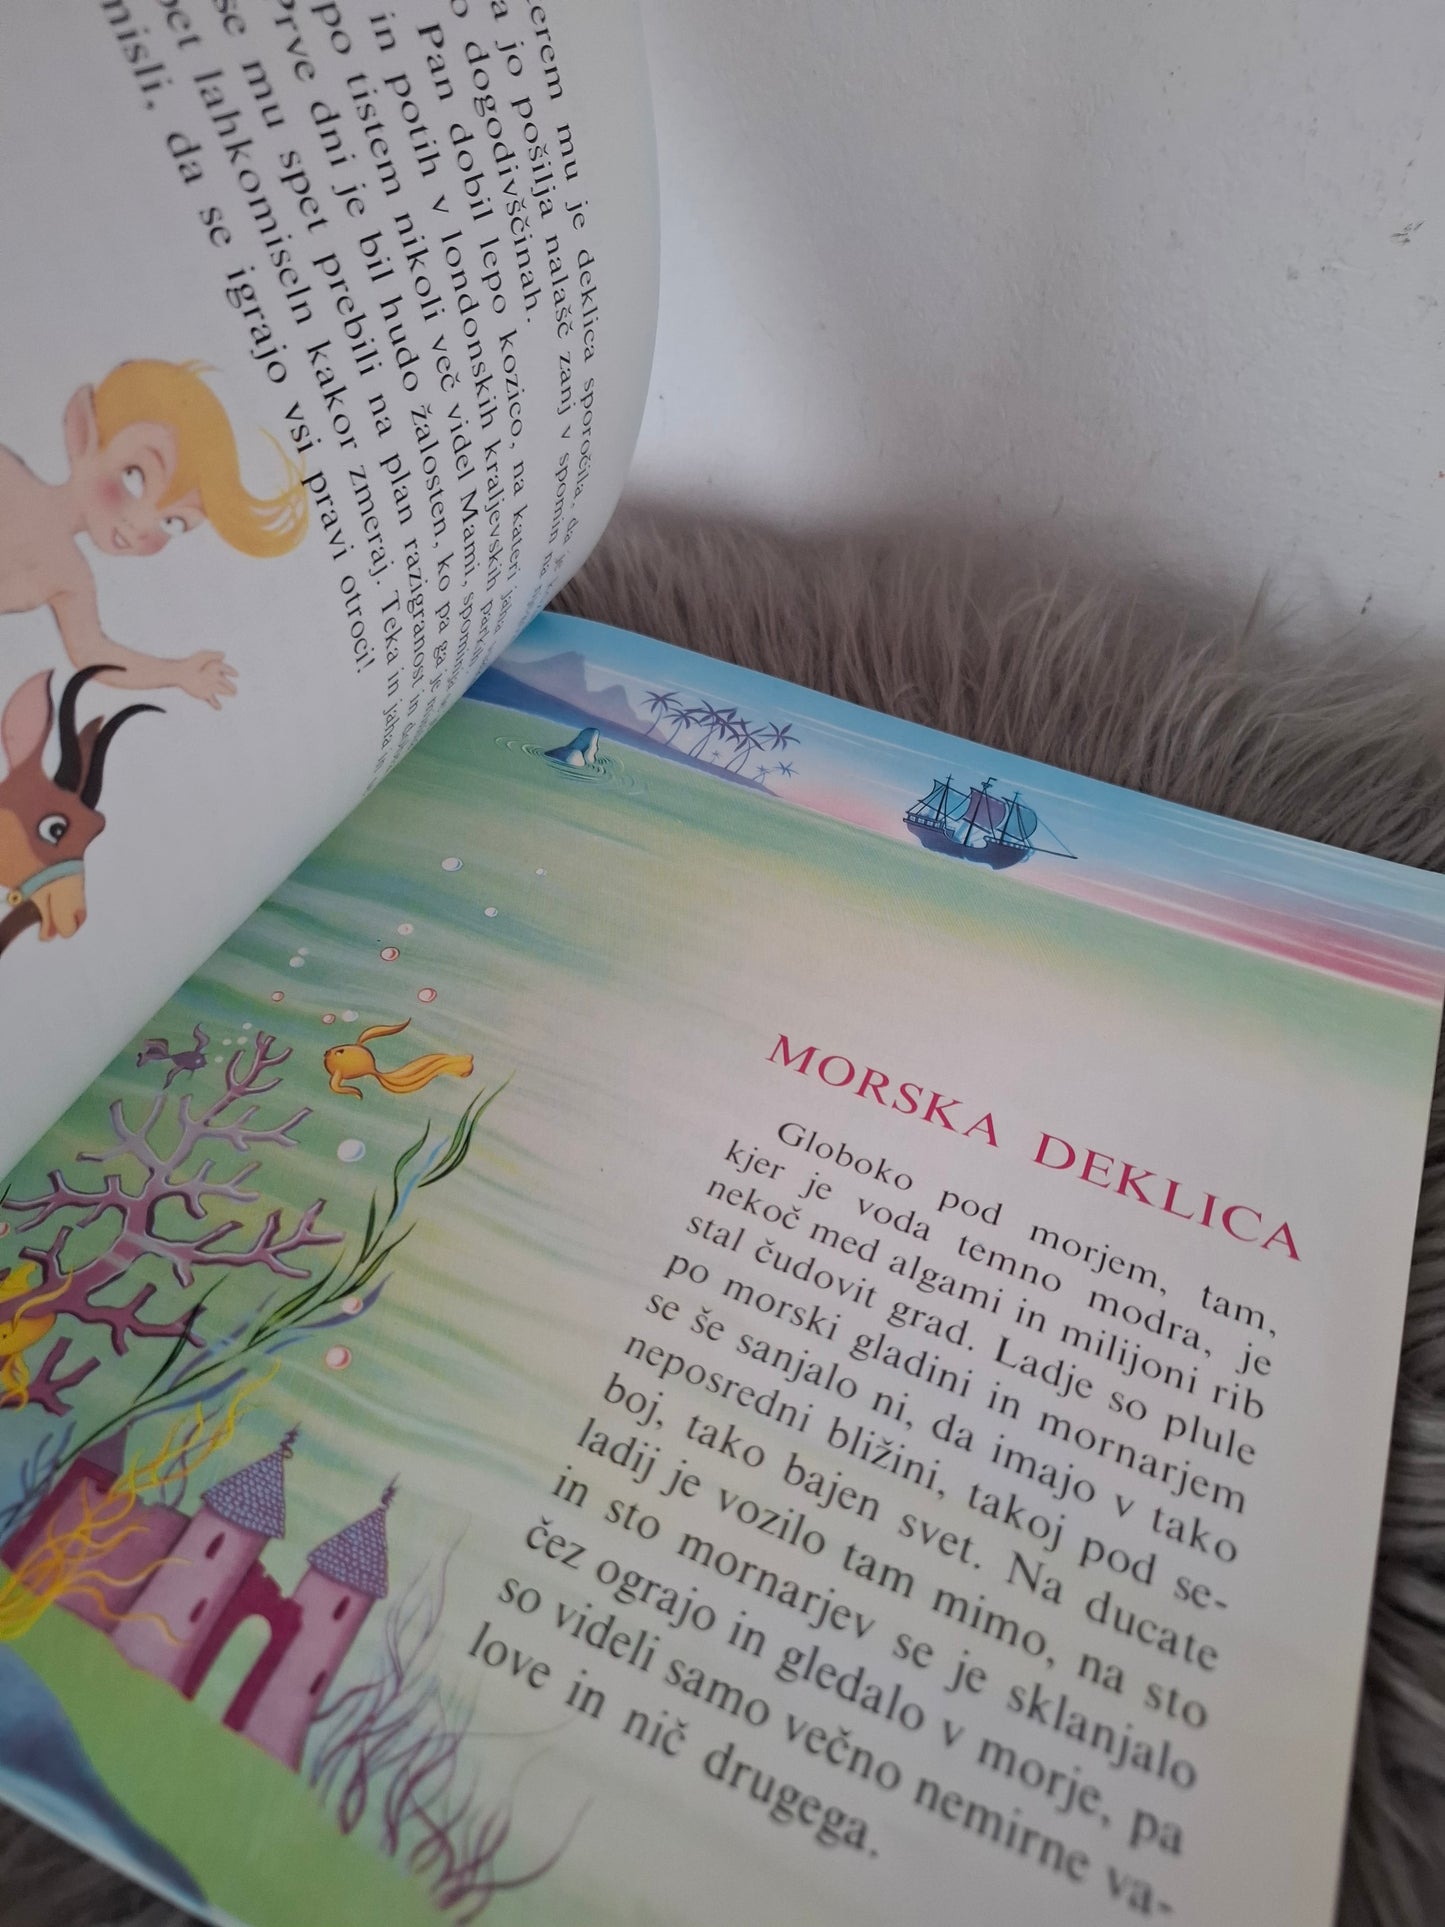 mu je deklica sporočila, da je
a jo pošilja nalašč zanj v spomin na
o dogodivščinah.
Pan dobil lepo kozico, na kateri jaha
in potih v londonskih kraljevskih parkih,
po tistem nikoli več videl Mami,
Prve dni je bil hudo žalosten, ko pa ga je
se mu spet prebili na plan razigranost in
lahkomiseln kakor zmeraj. Teka in jaha in
misli, da se igrajo vsi pravi otroci!
MORSKA DEKLICA
Globoko pod morjem, tam,
kjer je voda temno modra, je
nekoč med algami in milijoni rib
stal čudovit grad. Ladje so plule
po morski gladini in mornarjem
se še sanjalo ni, da imajo v tako
neposredni bližini, takoj pod se-
boj, tako bajen svet. Na ducate
ladij je vozilo tam mimo, na sto
in sto mornarjev se je sklanjalo
čez ograjo in gledalo v morje, pa
so videli samo večno nemirne va-
love in nič drugega.